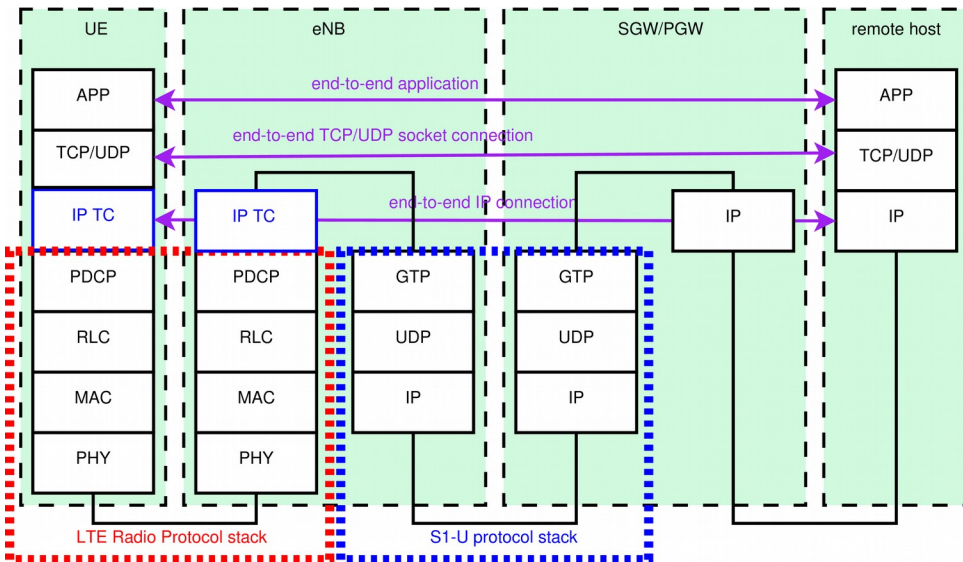 UE
eNB
SGW/PGW
remote host
end-to-end application
APP
APP
end-to-end TCP/UDP socket connection
TCP/UDP
TCP/UDP
end-to-end IP connection
IP TC
IP TC
IP
IP
PDCP
PDCP
GTP
GTP
RLC
RLC
UDP
UDP
MAC
MAC
IP
IP
PHY
PHY
LTE Radio Protocol stack
S1-U protocol stack